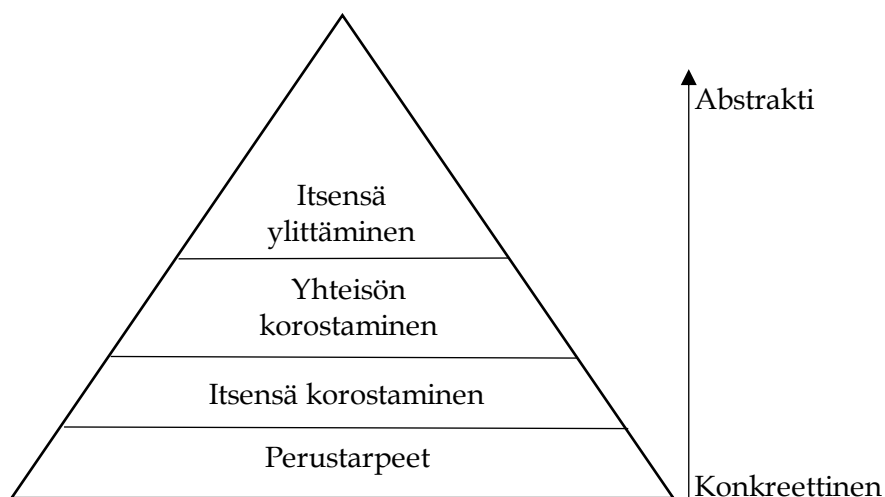 Abstrakti
Itsensä
ylittäminen
Yhteisön
korostaminen
Itsensä korostaminen
Perustarpeet
Konkreettinen